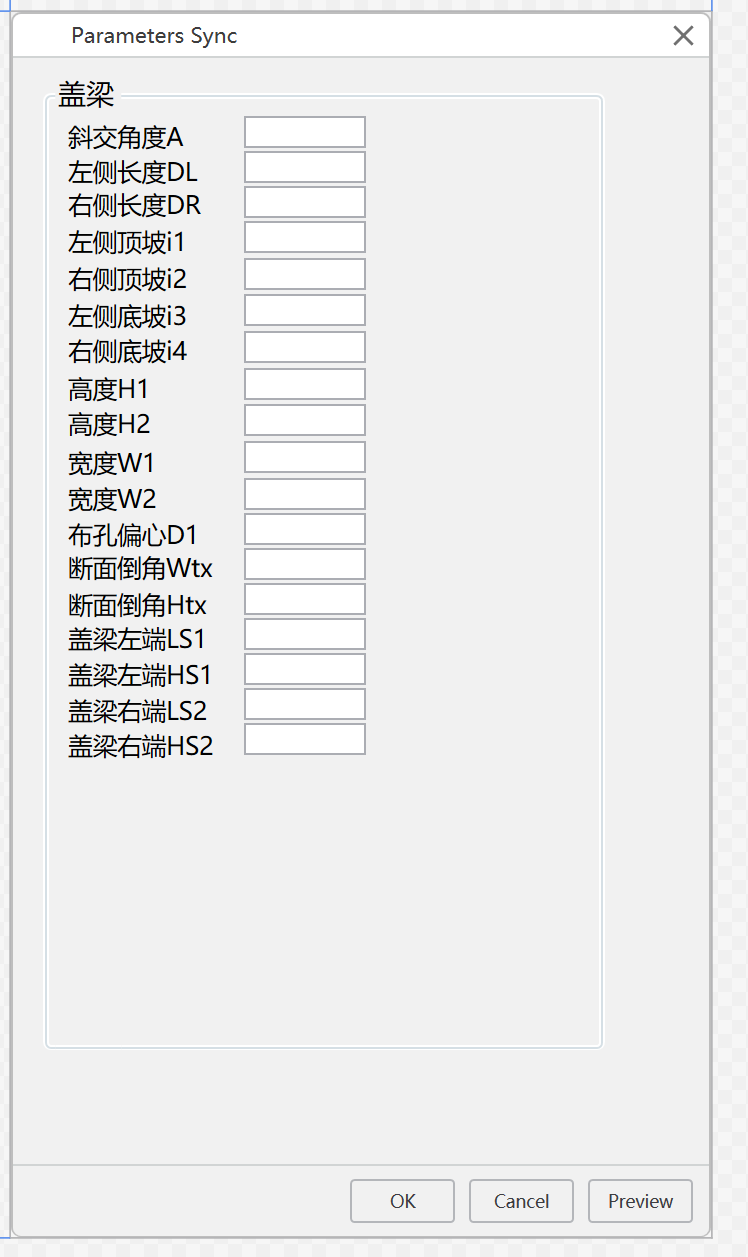 Parameters Sync
盖梁
斜交角度A
左侧长度DL
右侧长度DR
左侧顶坡i1
右侧顶坡i2
左侧底坡i3
右侧底坡i4
高度H1
高度H2
宽度W1
宽度W2
布孔偏心D1
断面倒角Wtx
断面倒角Htx
盖梁左端LS1
盖梁左端HS1
盖梁右端LS2
盖梁右端HS2
OK Cancel Preview